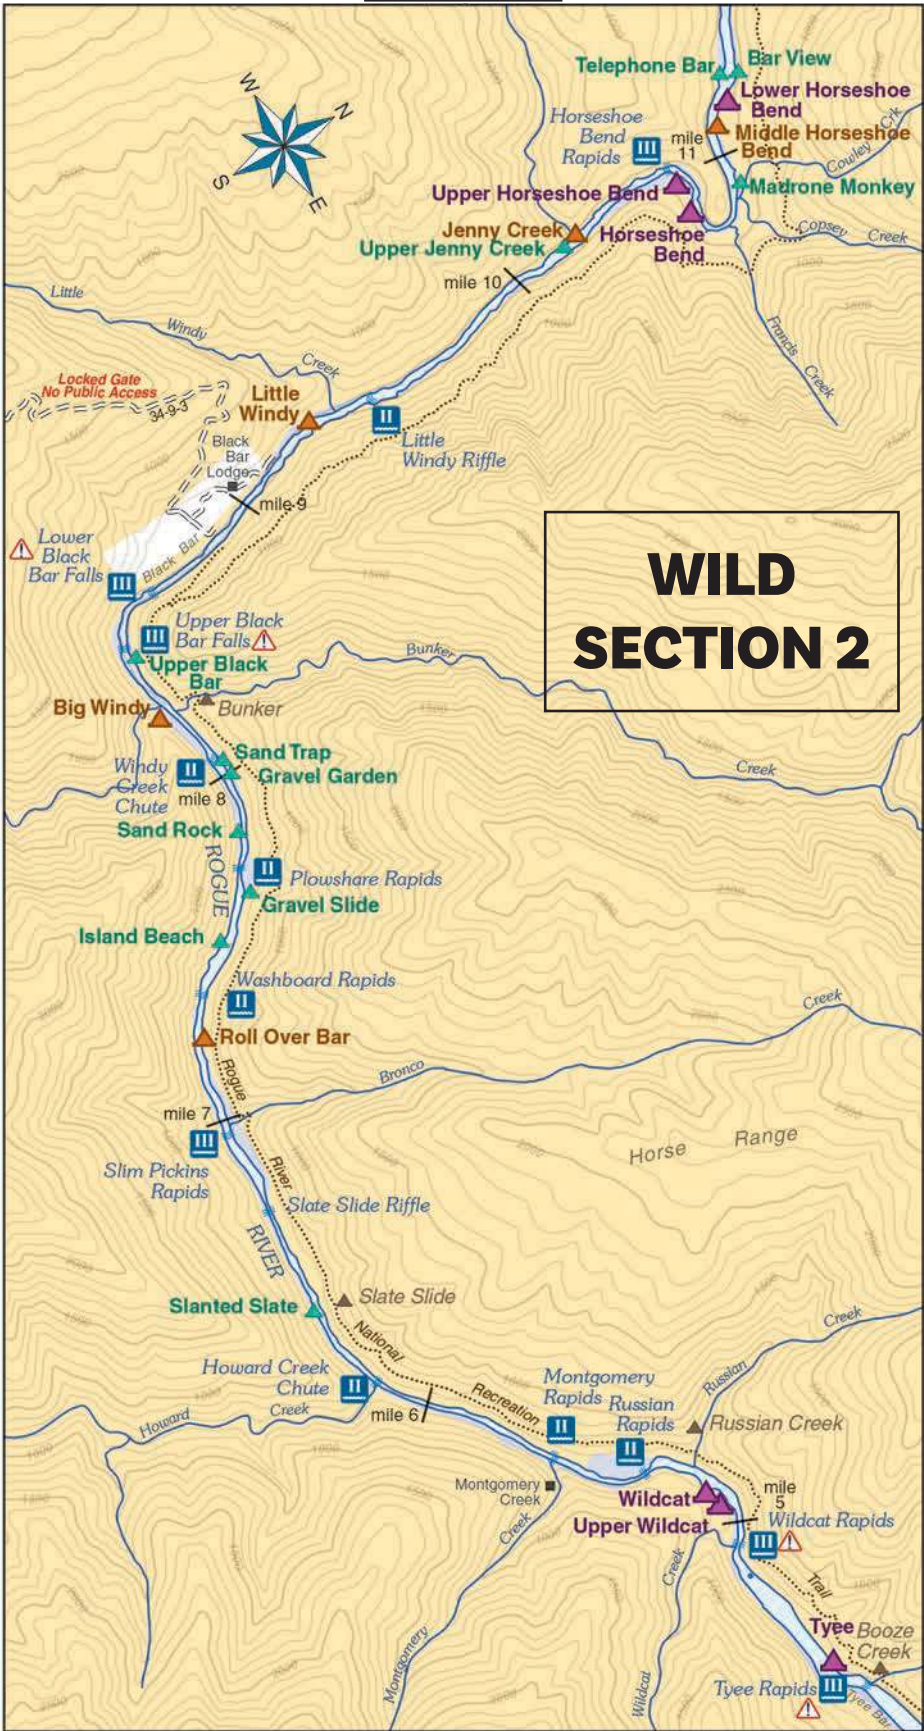 Telephone Bar
Bar View
Lower Horseshoe
Bend
Horseshoe
Bend
Rapids
III
mile
11
Middle Horseshoe
Bend
Cowley Crk
W
N
S
E
Upper Horseshoe Bend
Madrone Monkey
Jenny Creek
Upper Jenny Creek
Horseshoe
Bend
Copsey Creek
mile 10
Little Windy Creek
Francis Creek
Locked Gate
No Public Access
34-9-3
Little
Windy
II
Little
Windy Riffle
Black
Bar
Lodge
mile 9
WILD
SECTION 2
Lower
Black
Bar Falls
III
Black Bar
III
Upper Black
Bar Falls
Upper Black
Bar
Bunker Creek
Big Windy
Bunker
Windy
Creek
Chute
II
mile 8
Sand Trap
Gravel Garden
Sand Rock
ROGUE
II
Plowshare Rapids
Gravel Slide
Island Beach
Washboard Rapids
II
Roll Over Bar
Rogue
Bronco Creek
mile 7
III
Slim Pickins
Rapids
Horse Range
River
Slate Slide Riffle
RIVER
Slanted Slate
Slate Slide
National
Howard Creek
Chute
II
mile 6
Howard Creek
Recreation
Montgomery
Rapids
II
Russian
Rapids
II
Russian Creek
Russian Creek
Montgomery
Creek
Wildcat
Upper Wildcat
mile
5
Wildcat Rapids
III
Montgomery Creek
Wildcat Creek
Trail
Tyee
Booze
Creek
Tyee Rapids
III
Tyee Bar